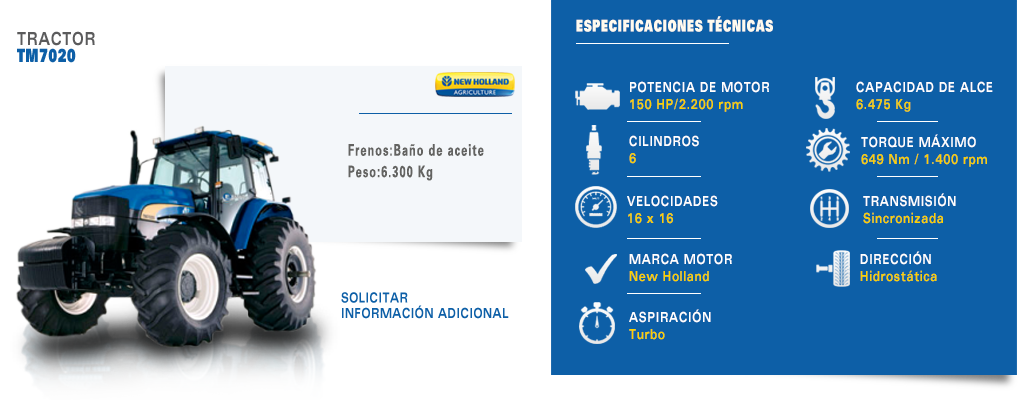 TRACTOR
TM7020
NEW HOLLAND
AGRICULTURE
Frenos:Baño de aceite
Peso:6.300 Kg
SOLICITAR
INFORMACIÓN ADICIONAL
ESPECIFICACIONES TÉCNICAS
POTENCIA DE MOTOR
150 HP/2.200 rpm
CILINDROS
6
VELOCIDADES
16 x 16
MARCA MOTOR
New Holland
ASPIRACIÓN
Turbo
CAPACIDAD DE ALCE
6.475 Kg
TORQUE MÁXIMO
649 Nm / 1.400 rpm
TRANSMISIÓN
Sincronizada
DIRECCIÓN
Hidrostática